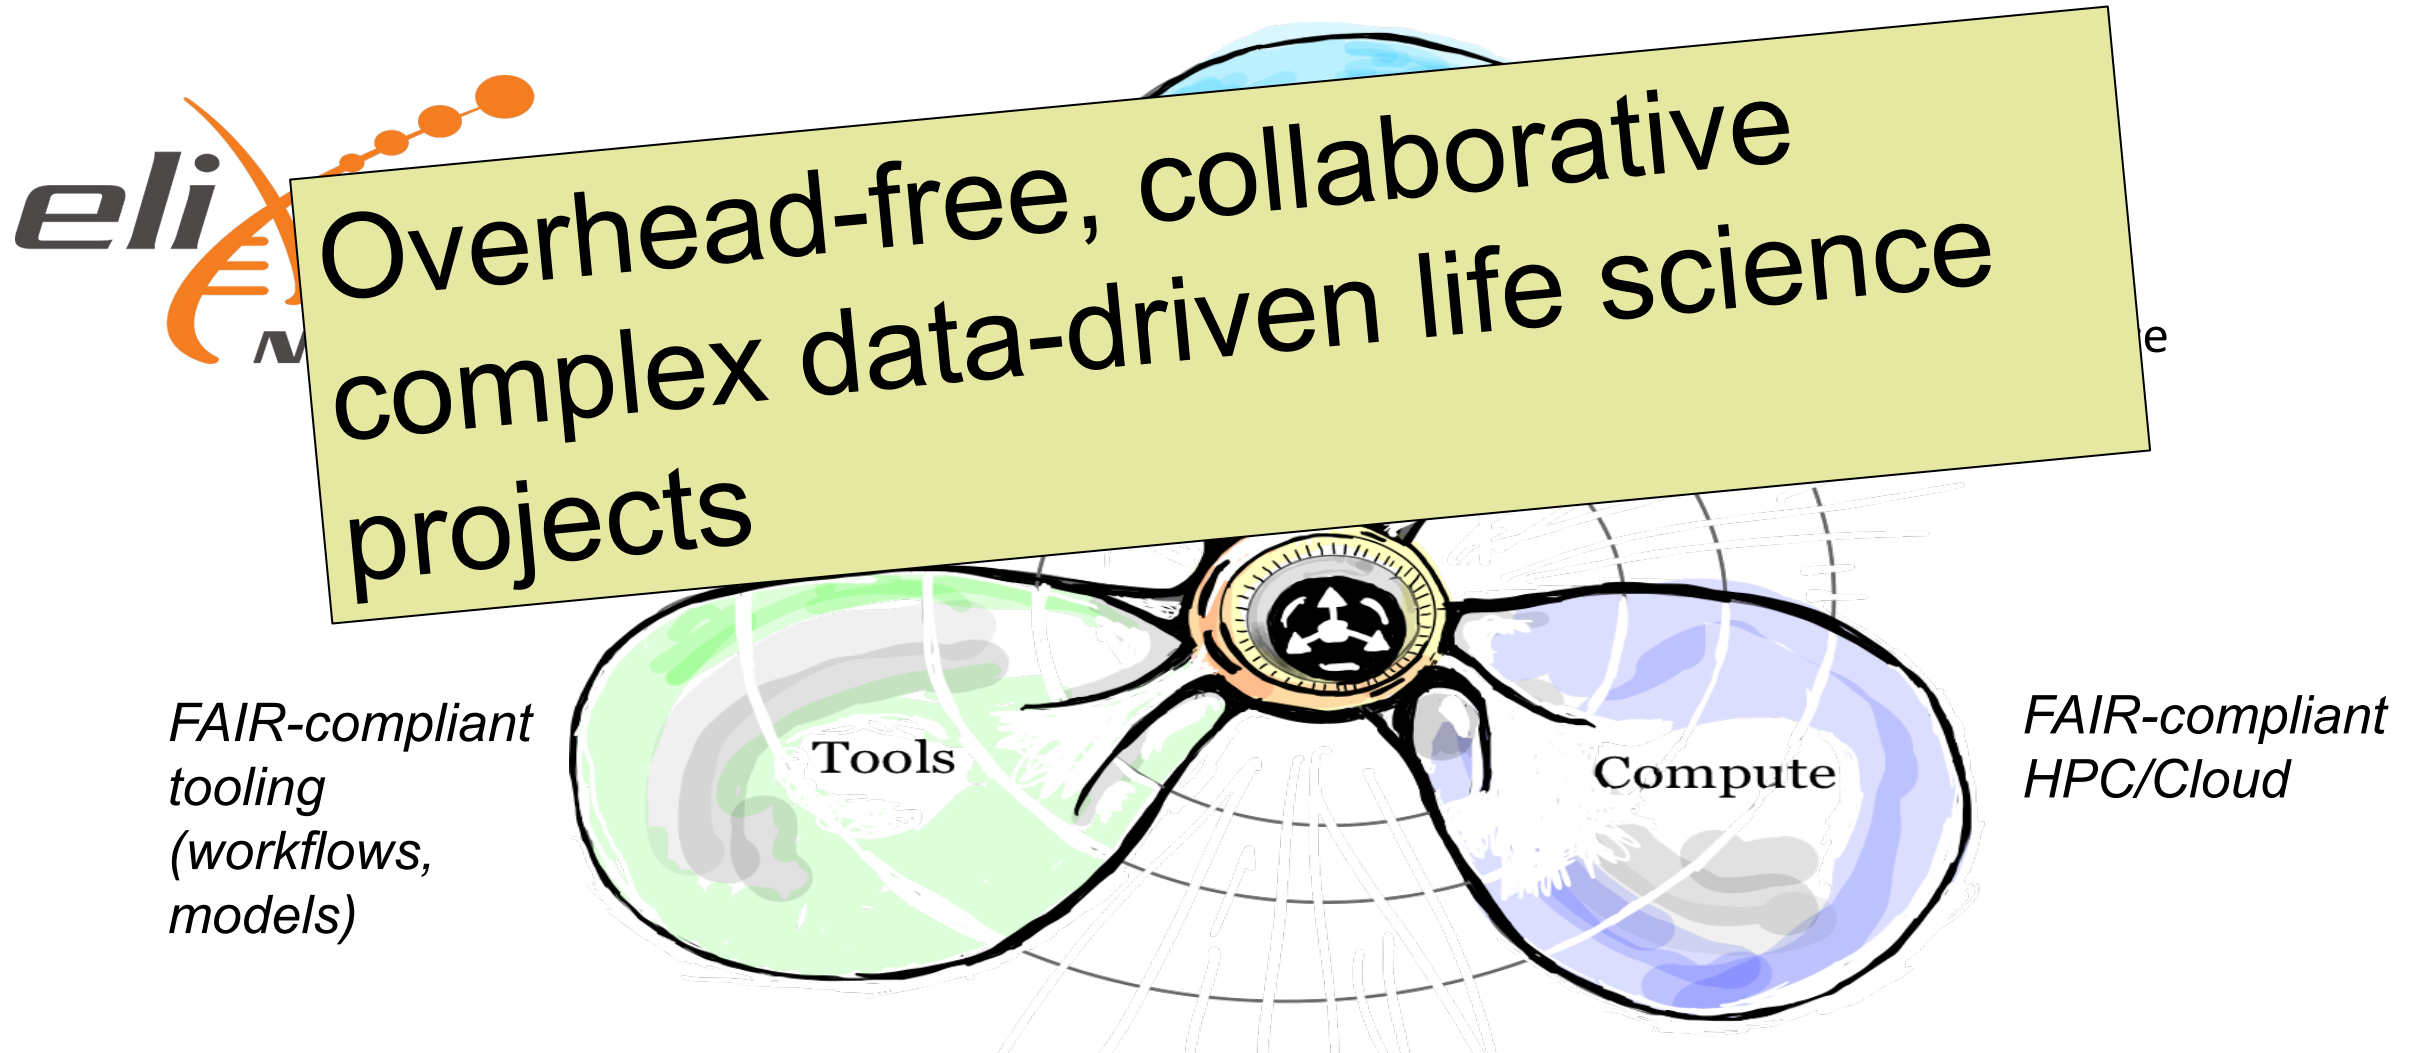 eli
N
Overhead-free, collaborative
complex data-driven life science
projects
e
Tools
Compute
FAIR-compliant
tooling
(workflows,
models)
FAIR-compliant
HPC/Cloud